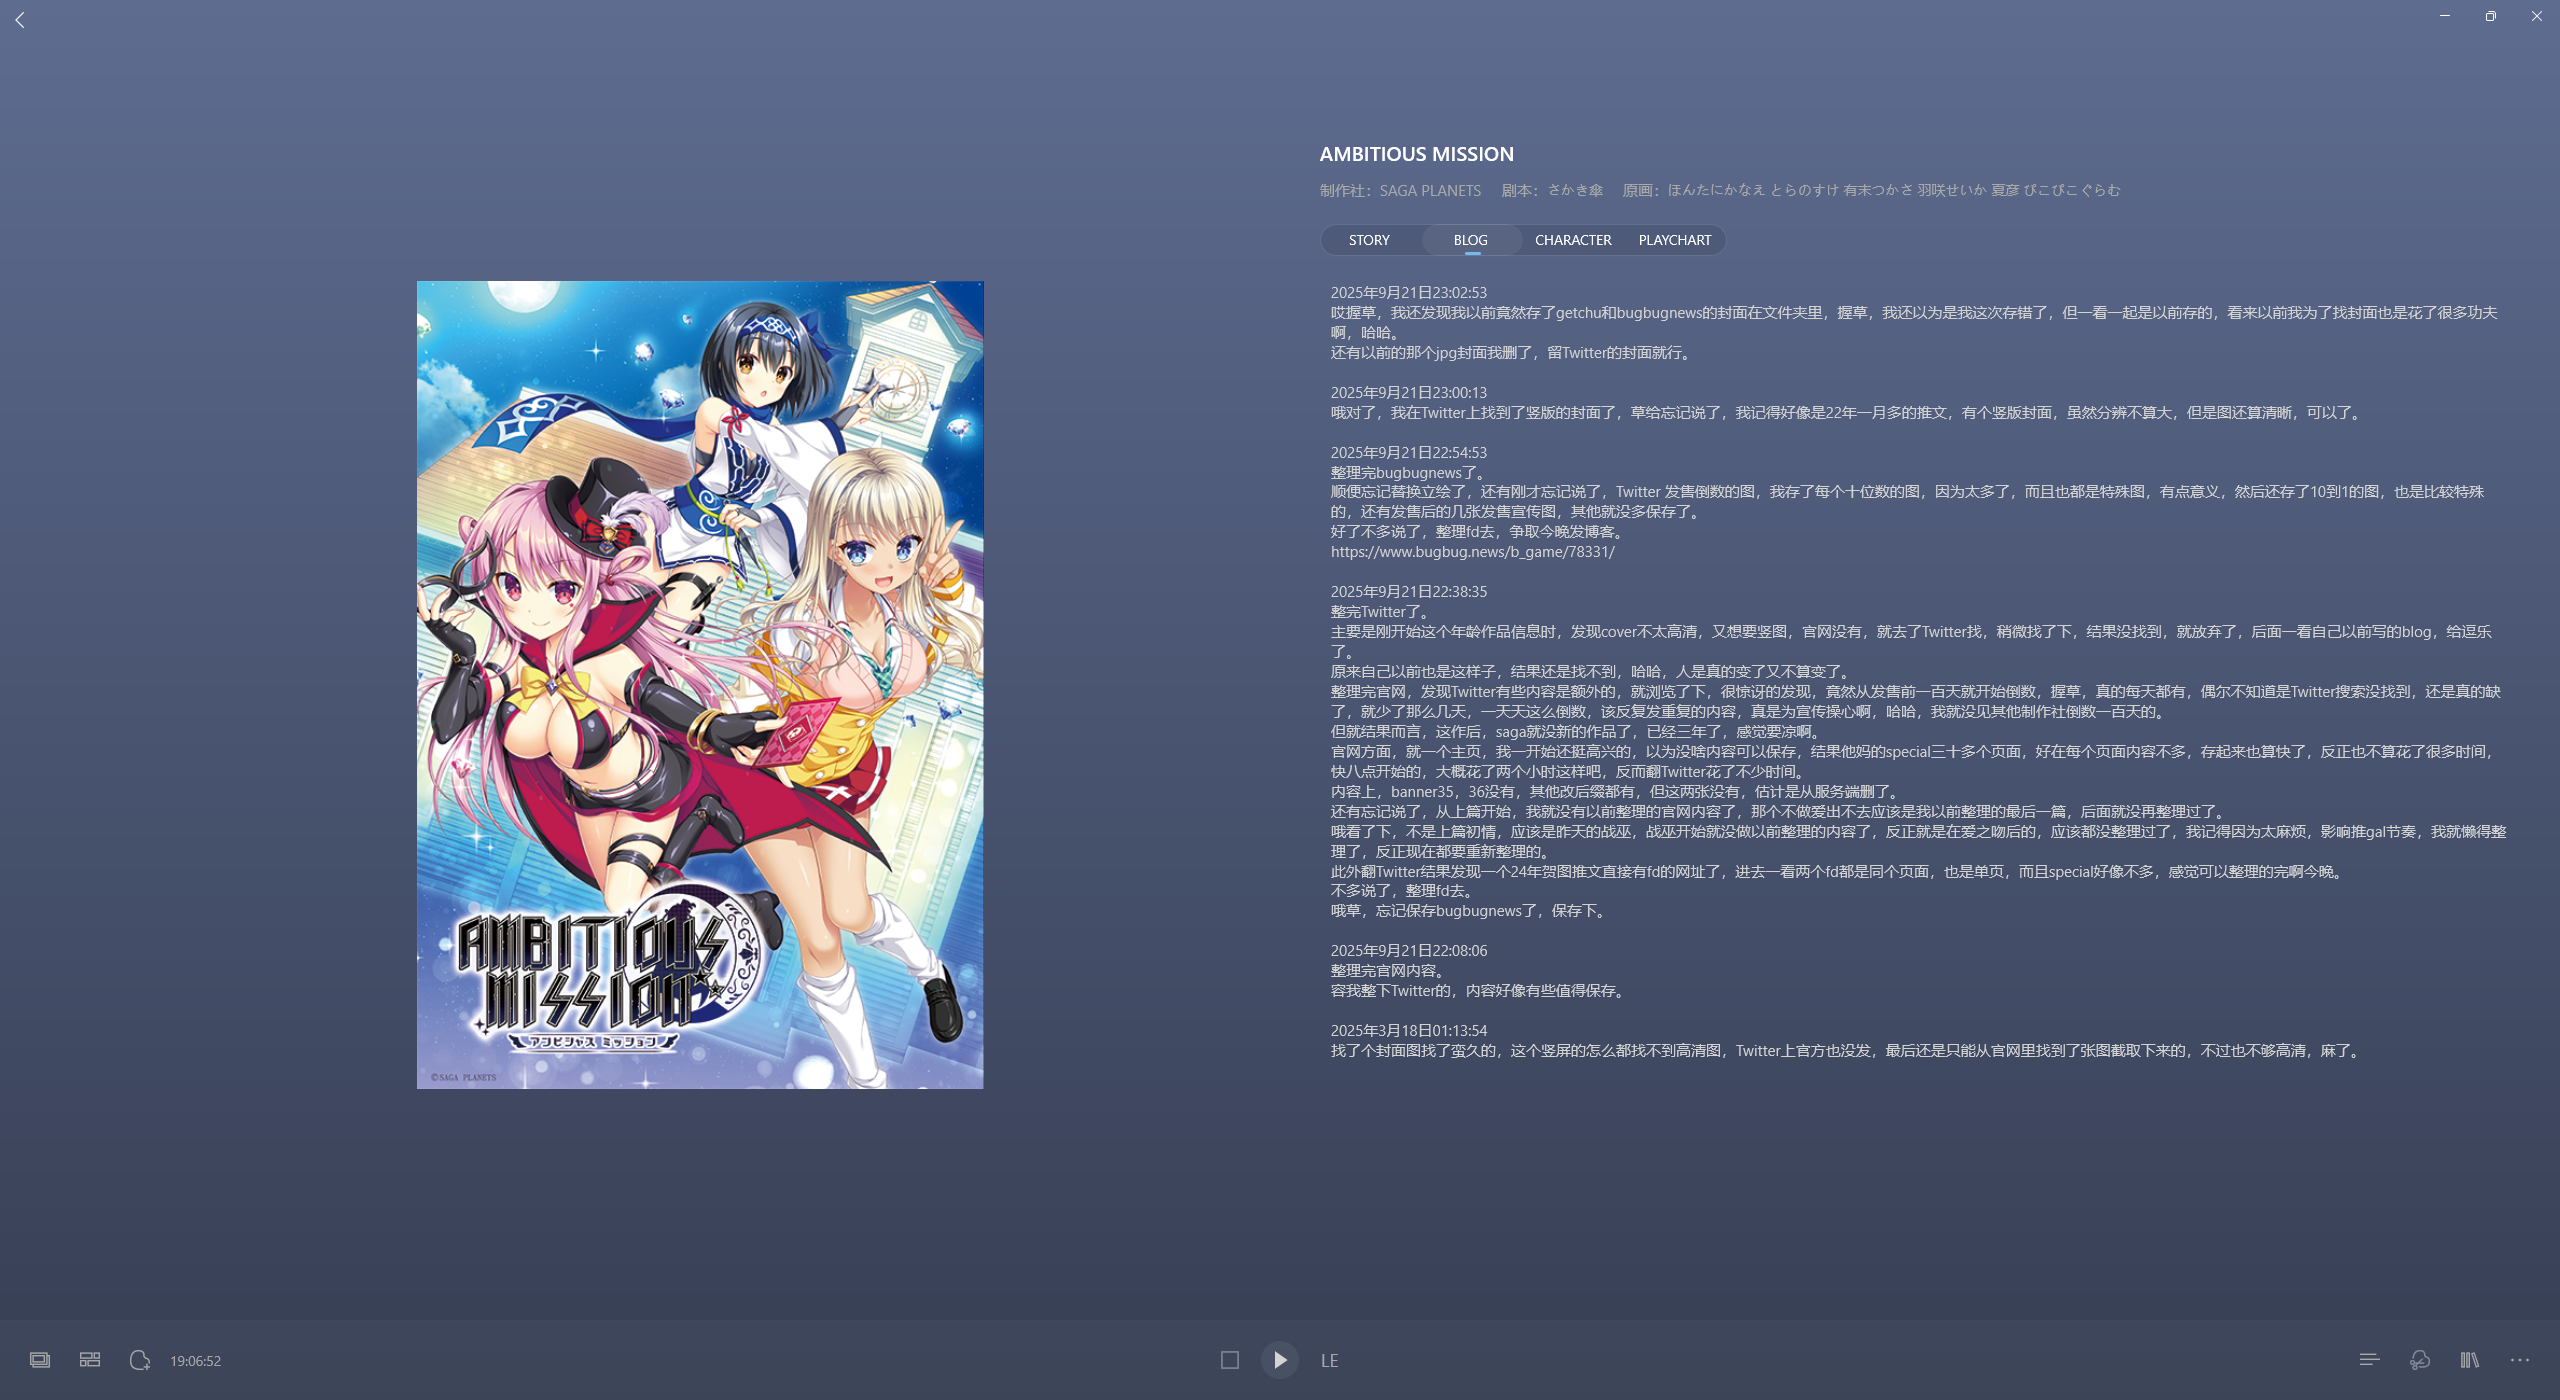 AMBITIOUS MISSION
制作社：SAGA PLANETS 剧本：さかき傘 原画：ほんたにかなえ とらのすけ 有末つかさ 羽咲せいか 夏彦 ぴこぴこぐらむ
STORY BLOG CHARACTER PLAYCHART
2025年9月21日23:02:53
哎握草，我还发现我以前竟然存了getchu和bugbugnews的封面在文件夹里，握草，我还以为是我这次存错了，但一看一起是以前存的，看来以前我为了找封面也是花了很多功夫
啊，哈哈。
还有以前的那个jpg封面我删了，留Twitter的封面就行。
2025年9月21日23:00:13
哦对了，我在Twitter上找到了竖版的封面了，草给忘记说了，我记得好像是22年一月多的推文，有个竖版封面，虽然分辨不算大，但是图还算清晰，可以了。
2025年9月21日22:54:53
整理完bugbugnews了。
顺便忘记替换立绘了，还有刚才忘记说了，Twitter 发售倒数的图，我存了每个十位数的图，因为太多了，而且也都是特殊图，有点意义，然后还存了10到1的图，也是比较特殊
的，还有发售后的几张发售宣传图，其他就没多保存了。
好了不多说了，整理fd去，争取今晚发博客。
https://www.bugbug.news/b_game/78331/
2025年9月21日22:38:35
整完Twitter了。
主要是刚开始这个年龄作品信息时，发现cover不太高清，又想要竖图，官网没有，就去了Twitter找，稍微找了下，结果没找到，就放弃了，后面一看自己以前写的blog，给逗乐
了。
原来自己以前也是这样子，结果还是找不到，哈哈，人是真的变了又不算变了。
整理完官网，发现Twitter有些内容是额外的，就浏览了下，很惊讶的发现，竟然从发售前一百天就开始倒数，握草，真的每天都有，偶尔不知道是Twitter搜索没找到，还是真的缺
了，就少了那么几天，一天天这么倒数，该反复发重复的内容，真是为宣传操心啊，哈哈，我就没见其他制作社倒数一百天的。
但就结果而言，这作后，saga就没新的作品了，已经三年了，感觉要凉啊。
官网方面，就一个主页，我一开始还挺高兴的，以为没啥内容可以保存，结果他妈的special三十多个页面，好在每个页面内容不多，存起来也算快了，反正也不算花了很多时间，
快八点开始的，大概花了两个小时这样吧，反而翻Twitter花了不少时间。
内容上，banner35，36没有，其他改后缀都有，但这两张没有，估计是从服务端删了。
还有忘记说了，从上篇开始，我就没有以前整理的官网内容了，那个不做爱出不去应该是我以前整理的最后一篇，后面就没再整理过了。
哦看了下，不是上篇初情，应该是昨天的战巫，战巫开始就没做以前整理的内容了，反正就是在爱之吻后的，应该都没整理过了，我记得因为太麻烦，影响推gal节奏，我就懒得整
理了，反正现在都要重新整理的。
此外翻Twitter结果发现一个24年贺图推文直接有fd的网址了，进去一看两个fd都是同个页面，也是单页，而且special好像不多，感觉可以整理的完啊今晚。
不多说了，整理fd去。
哦草，忘记保存bugbugnews了，保存下。
2025年9月21日22:08:06
整理完官网内容。
容我整下Twitter的，内容好像有些值得保存。
2025年3月18日01:13:54
找了个封面图找了蛮久的，这个竖屏的怎么都找不到高清图，Twitter上官方也没发，最后还是只能从官网里找到了张图截取下来的，不过也不够高清，麻了。
AMBITIOUS
MISSION
アンビシャス ミッション
©SAGA PLANETS
19:06:52
LE